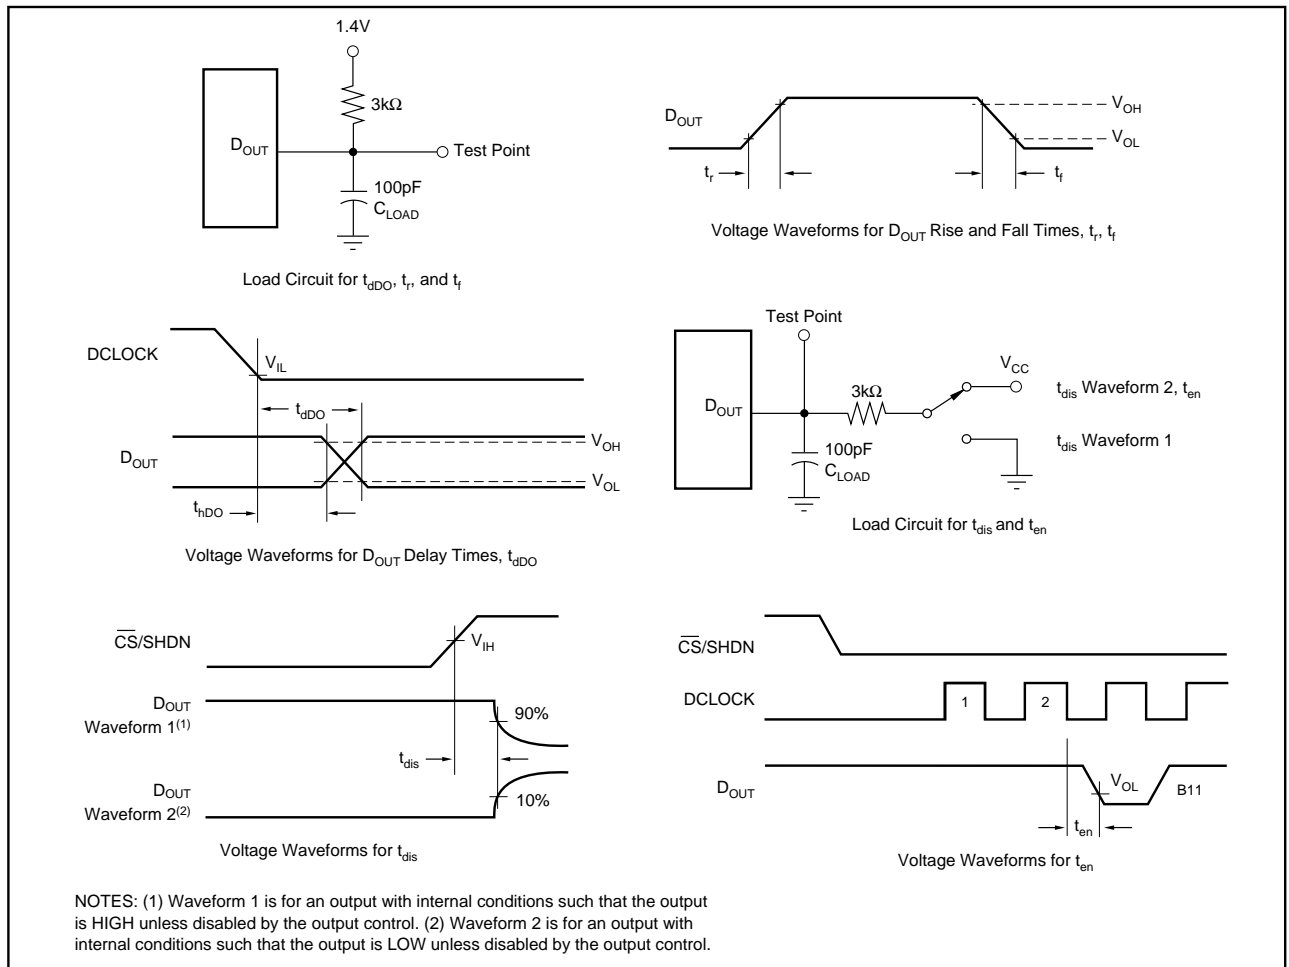 1.4V
3kΩ
DOUT
Test Point
100pF
CLOAD
Load Circuit for tdDO, tr, and tf
DOUT
VOH
VOL
tr
tf
Voltage Waveforms for DOUT Rise and Fall Times, tr, tf
DCLOCK
VIL
tdDO
DOUT
VOH
VOL
thDO
Voltage Waveforms for DOUT Delay Times, tdDO
Test Point
DOUT
3kΩ
VCC
tdis Waveform 2, ten
tdis Waveform 1
100pF
CLOAD
Load Circuit for tdis and ten
C̅S̅/SHDN
VIH
DOUT
Waveform 1(1)
90%
tdis
DOUT
Waveform 2(2)
10%
Voltage Waveforms for tdis
C̅S̅/SHDN
DCLOCK
1
2
DOUT
VOL
B11
ten
Voltage Waveforms for ten
NOTES: (1) Waveform 1 is for an output with internal conditions such that the output
is HIGH unless disabled by the output control. (2) Waveform 2 is for an output with
internal conditions such that the output is LOW unless disabled by the output control.